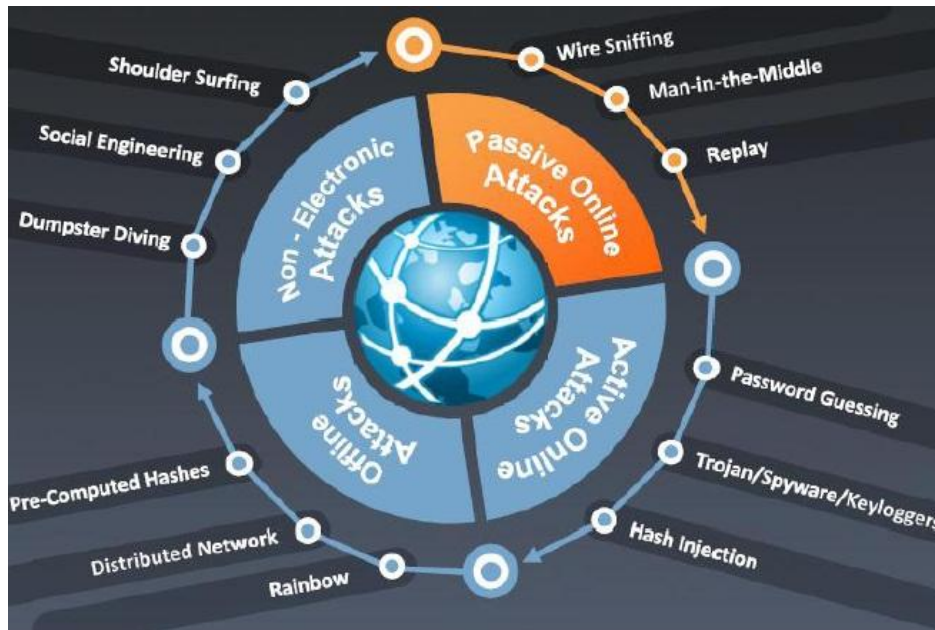 Wire Sniffing
Man-in-the-Middle
Replay
Shoulder Surfing
Social Engineering
Dumpster Diving
Non - Electronic
Attacks
Passive Online
Attacks
Active Online
Attacks
Offline
Attacks
Password Guessing
Trojan/Spyware/Keyloggers
Hash Injection
Pre-Computed Hashes
Distributed Network
Rainbow